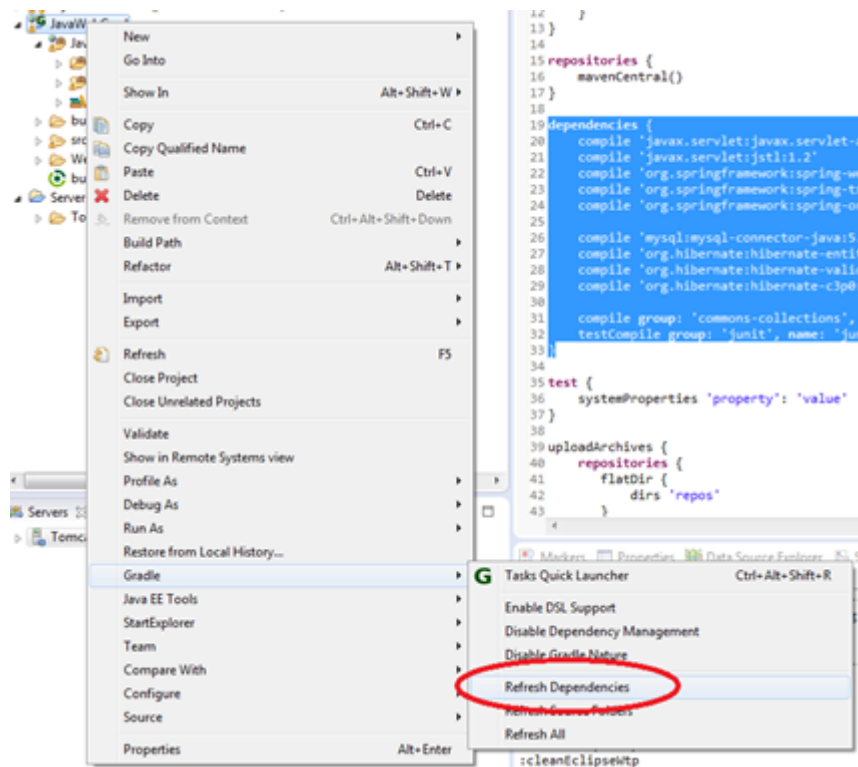 JavaW
Jav
bu
src
We
bu
Server
To
New
Go Into
Show In Alt+Shift+W
Copy Ctrl+C
Copy Qualified Name
Paste Ctrl+V
Delete Delete
Remove from Context Ctrl+Alt+Shift+Down
Build Path
Refactor Alt+Shift+T
Import
Export
Refresh F5
Close Project
Close Unrelated Projects
Validate
Show in Remote Systems view
Profile As
Debug As
Run As
Restore from Local History...
Gradle
Java EE Tools
StartExplorer
Team
Compare With
Configure
Source
Properties Alt+Enter
Servers
Tomc
12 }
13 }
14
15 repositories {
16 mavenCentral()
17 }
18
19 dependencies {
20 compile 'javax.servlet:javax.servlet-a
21 compile 'javax.servlet:jstl:1.2'
22 compile 'org.springframework:spring-we
23 compile 'org.springframework:spring-t
24 compile 'org.springframework:spring-o
25
26 compile 'mysql:mysql-connector-java:5
27 compile 'org.hibernate:hibernate-entit
28 compile 'org.hibernate:hibernate-valid
29 compile 'org.hibernate:hibernate-c3p0
30
31 compile group: 'commons-collections',
32 testCompile group: 'junit', name: 'ju
33 }
34
35 test {
36 systemProperties 'property': 'value'
37 }
38
39 uploadArchives {
40 repositories {
41 flatDir {
42 dirs 'repos'
43 }
Markers Properties Data Source Explorer
Tasks Quick Launcher Ctrl+Alt+Shift+R
Enable DSL Support
Disable Dependency Management
Disable Gradle Nature
Refresh Dependencies
Refresh Source Folders
Refresh All
:cleanEclipseWtp